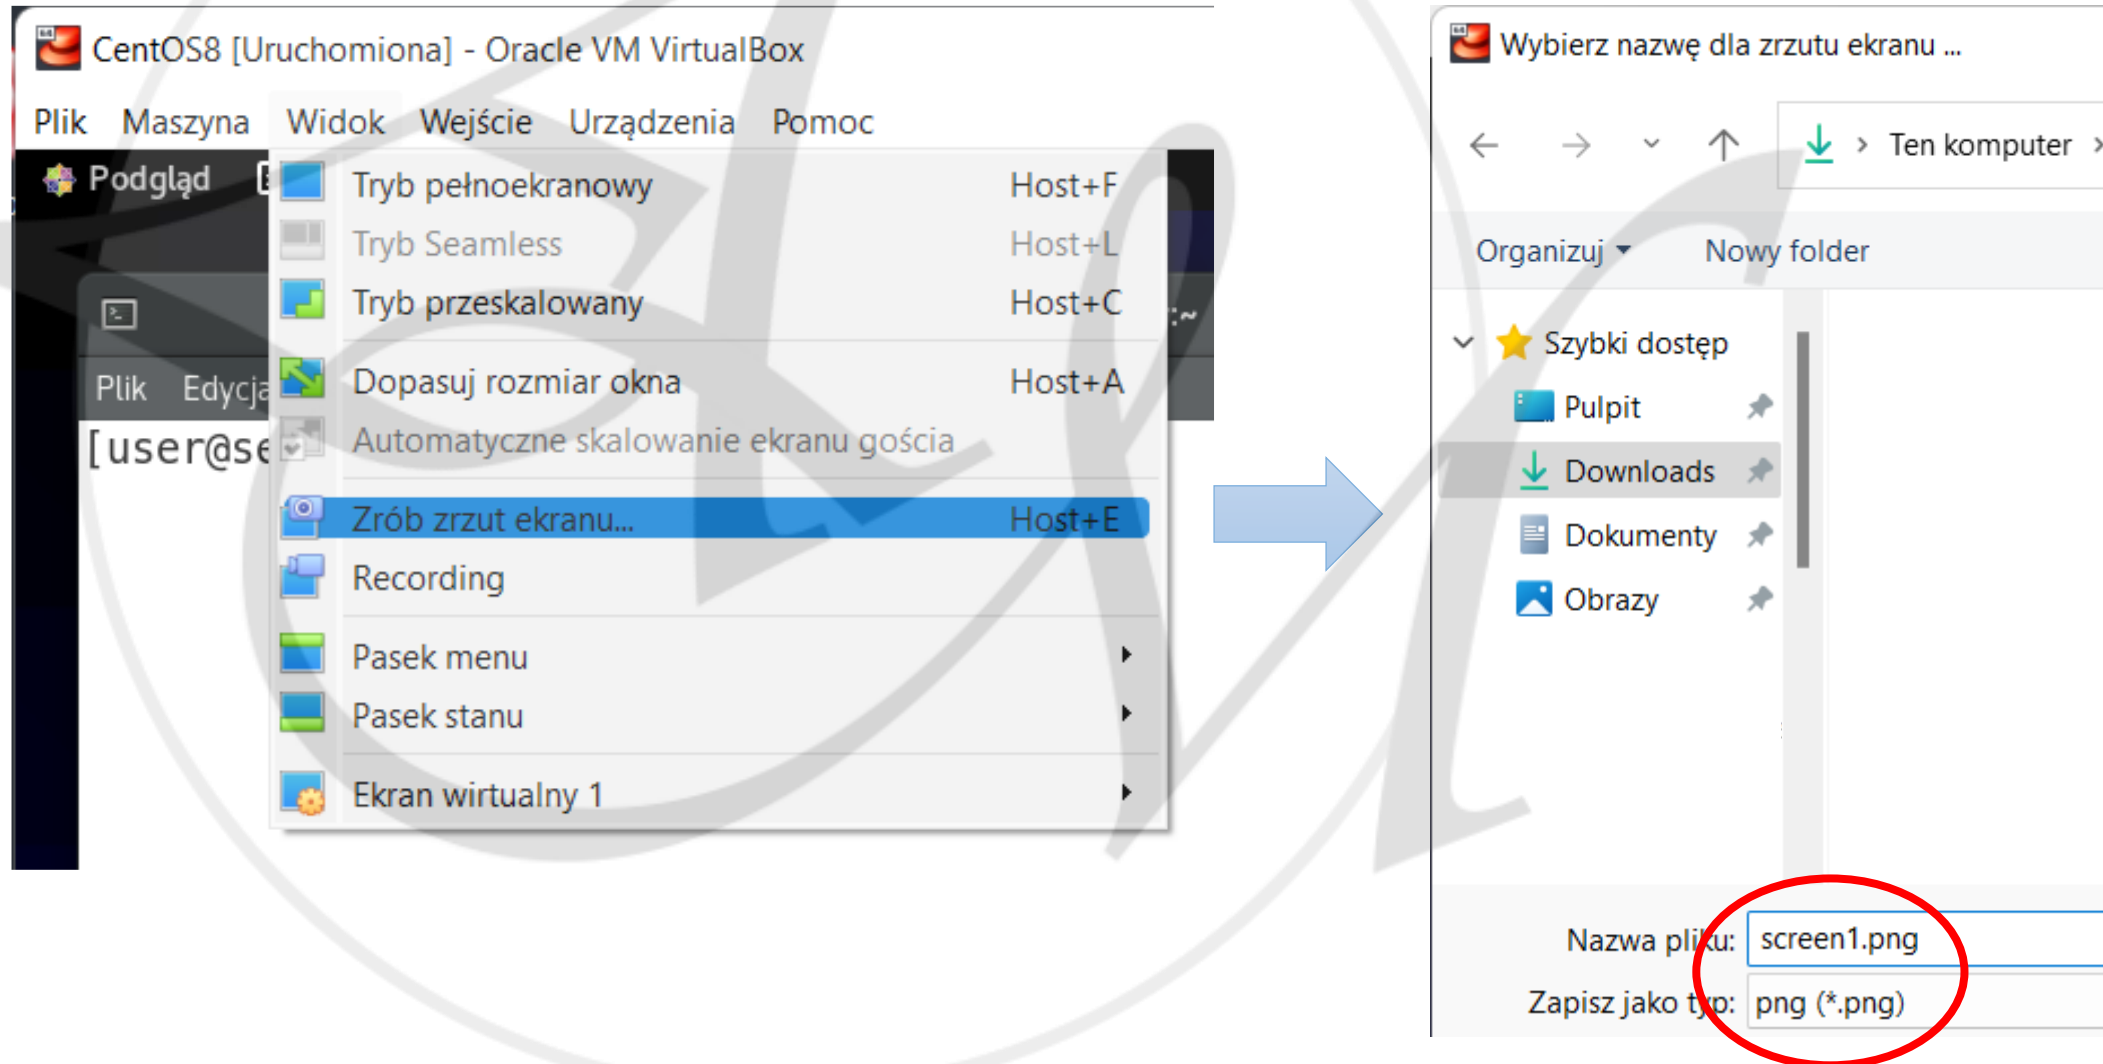 CentOS8 [Uruchomiona] - Oracle VM VirtualBox
Plik Maszyna Widok Wejście Urządzenia Pomoc
Podgląd
Tryb pełnoekranowy Host+F
Tryb Seamless Host+L
Tryb przeskalowany Host+C
:~
Plik Edycja
Dopasuj rozmiar okna Host+A
[user@se
Automatyczne skalowanie ekranu gościa
Zrób zrzut ekranu... Host+E
Recording
Pasek menu
Pasek stanu
Ekran wirtualny 1
Wybierz nazwę dla zrzutu ekranu ...
Ten komputer
Organizuj Nowy folder
Szybki dostęp
Pulpit
Downloads
Dokumenty
Obrazy
Nazwa pliku: screen1.png
Zapisz jako typ: png (*.png)